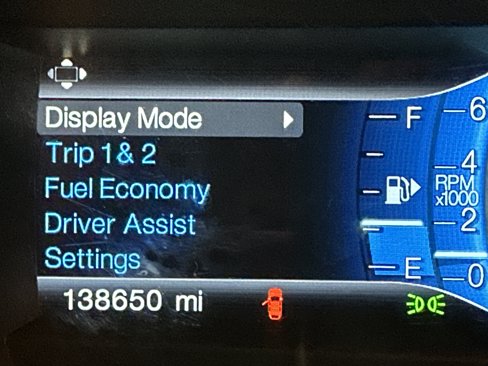 Display Mode
Trip 1 & 2
Fuel Economy
Driver Assist
Settings
138650 mi
F
E
6
4
RPM
x1000
2
0